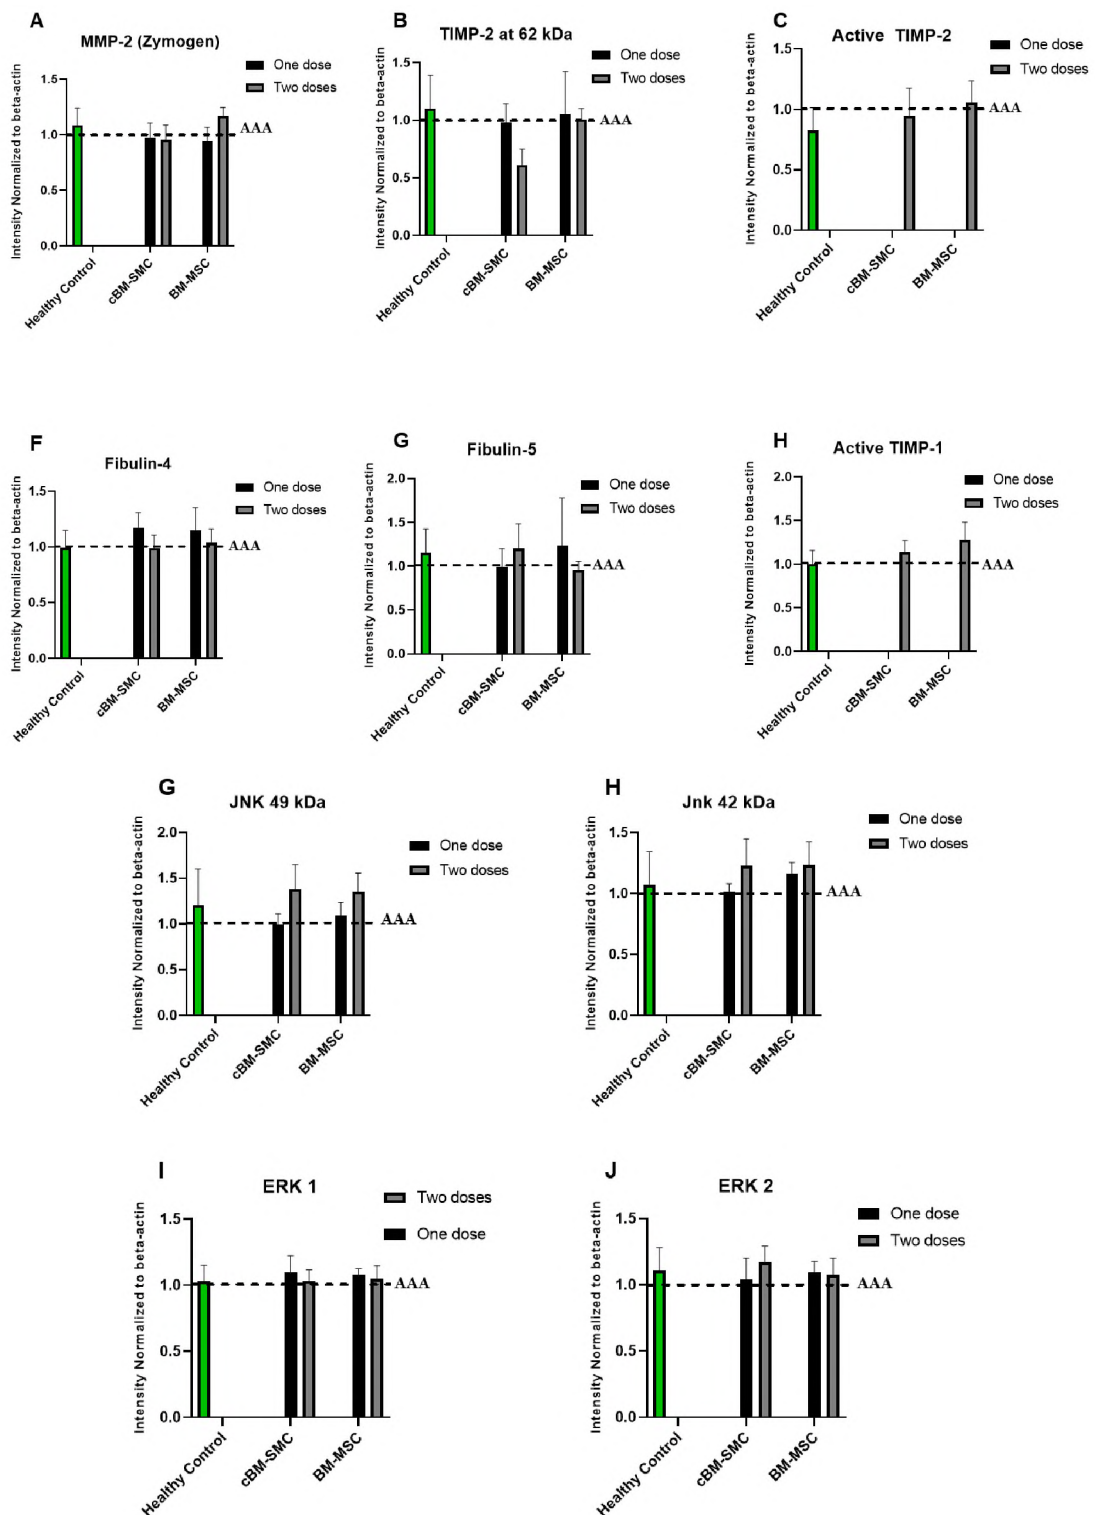 A
MMP-2 (Zymogen)
One dose
Two doses
Intensity Normalized to beta-actin
1.5
1.0
0.5
0.0
AAA
Healthy Control
cBM-SMC
BM-MSC
B
TIMP-2 at 62 kDa
One dose
Two doses
Intensity Normalized to beta-actin
1.5
1.0
0.5
0.0
AAA
Healthy Control
cBM-SMC
BM-MSC
C
Active TIMP-2
One dose
Two doses
Intensity Normalized to beta-actin
1.5
1.0
0.5
0.0
AAA
Healthy Control
cBM-SMC
BM-MSC
F
Fibulin-4
One dose
Two doses
Intensity Normalized to beta-actin
1.5
1.0
0.5
0.0
AAA
Healthy Control
cBM-SMC
BM-MSC
G
Fibulin-5
One dose
Two doses
Intensity Normalized to beta-actin
2.0
1.5
1.0
0.5
0.0
AAA
Healthy Control
cBM-SMC
BM-MSC
H
Active TIMP-1
One dose
Two doses
Intensity Normalized to beta-actin
2.0
1.5
1.0
0.5
0.0
AAA
Healthy Control
cBM-SMC
BM-MSC
G
JNK 49 kDa
One dose
Two doses
Intensity Normalized to beta-actin
2.0
1.5
1.0
0.5
0.0
AAA
Healthy Control
cBM-SMC
BM-MSC
H
Jnk 42 kDa
One dose
Two doses
Intensity Normalized to beta-actin
1.5
1.0
0.5
0.0
AAA
Healthy Control
cBM-SMC
BM-MSC
I
ERK 1
Two doses
One dose
Intensity Normalized to beta-actin
1.5
1.0
0.5
0.0
AAA
Healthy Control
cBM-SMC
BM-MSC
J
ERK 2
One dose
Two doses
Intensity Normalized to beta-actin
1.5
1.0
0.5
0.0
AAA
Healthy Control
cBM-SMC
BM-MSC